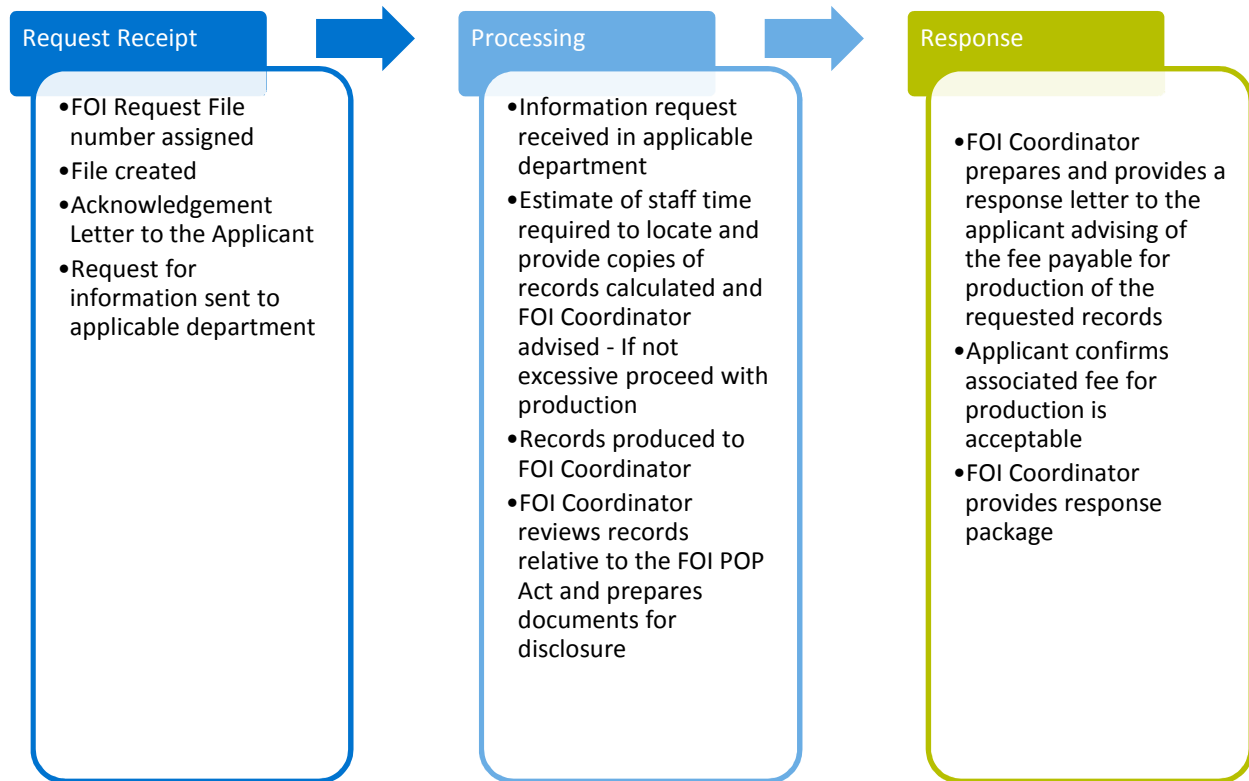 Request Receipt
•FOI Request File
number assigned
•File created
•Acknowledgement
Letter to the Applicant
•Request for
information sent to
applicable department
Processing
•Information request
received in applicable
department
•Estimate of staff time
required to locate and
provide copies of
records calculated and
FOI Coordinator
advised - If not
excessive proceed with
production
•Records produced to
FOI Coordinator
•FOI Coordinator
reviews records
relative to the FOI POP
Act and prepares
documents for
disclosure
Response
•FOI Coordinator
prepares and provides a
response letter to the
applicant advising of
the fee payable for
production of the
requested records
•Applicant confirms
associated fee for
production is
acceptable
•FOI Coordinator
provides response
package